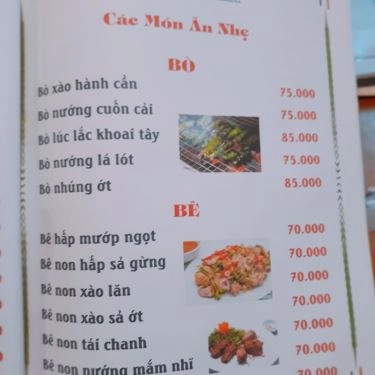 Các Món Ăn Nhẹ
BÒ
Bò xào hành cần 75.000
Bò nướng cuốn cải 75.000
Bò lúc lắc khoai tây 85.000
Bò nướng lá lót 75.000
Bò nhúng ớt 85.000
BÊ
Bê hấp mướp ngọt 70.000
Bê non hấp sả gừng 70.000
Bê non xào lăn 70.000
Bê non xào sả ớt 70.000
Bê non tái chanh 70.000
Bê non nướng mắm nhĩ 70.000